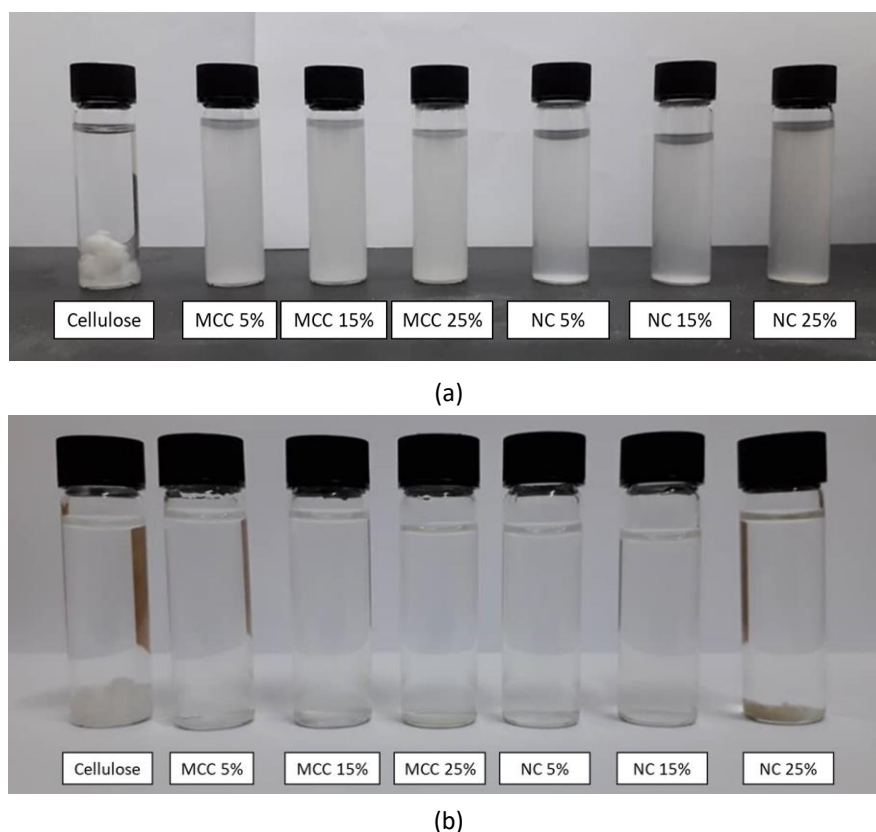 Cellulose
MCC 5%
MCC 15%
MCC 25%
NC 5%
NC 15%
NC 25%
(a)
Cellulose
MCC 5%
MCC 15%
MCC 25%
NC 5%
NC 15%
NC 25%
(b)